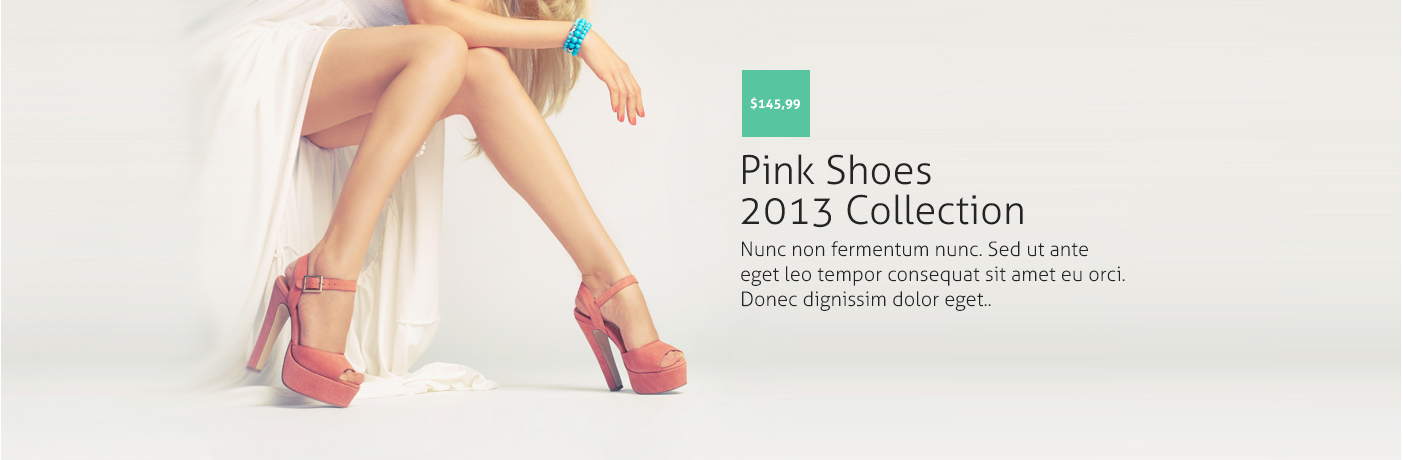 $145,99
Pink Shoes
2013 Collection
Nunc non fermentum nunc. Sed ut ante
eget leo tempor consequat sit amet eu orci.
Donec dignissim dolor eget..